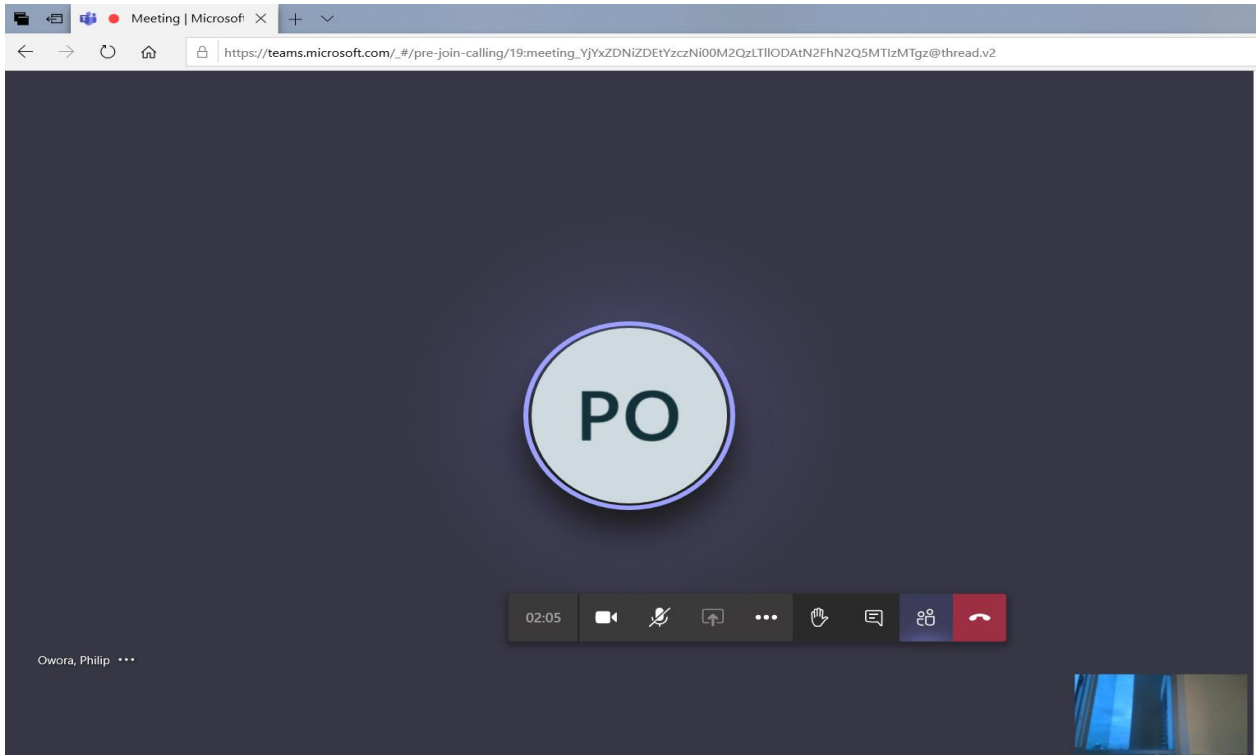 Meeting | Microsoft
https://teams.microsoft.com/_#/pre-join-calling/19:meeting_YjYxZDNiZDEtYzczNi00M2QzLTllODAtN2FhN2Q5MTIzMTgz@thread.v2
PO
02:05
Owora, Philip •••